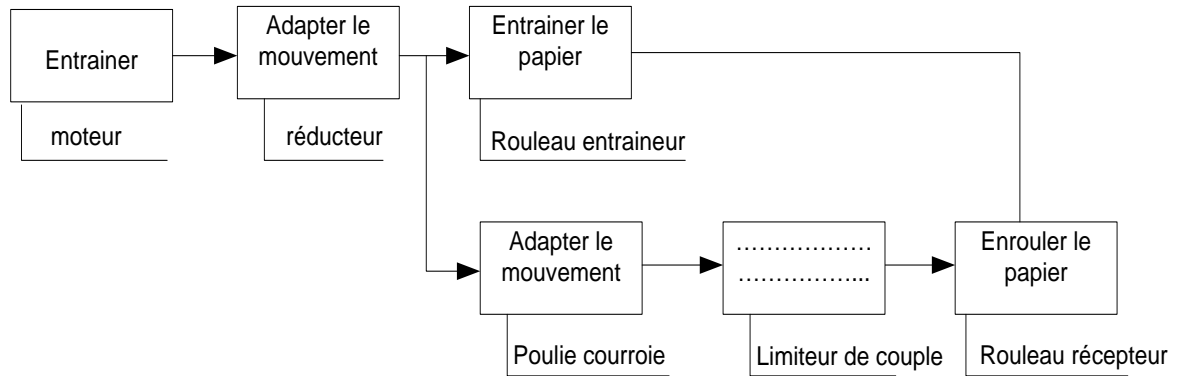 Entrainer
moteur
Adapter le
mouvement
réducteur
Entrainer le
papier
Rouleau entraineur
Adapter le
mouvement
Poulie courroie
………………
……………...
Limiteur de couple
Enrouler le
papier
Rouleau récepteur